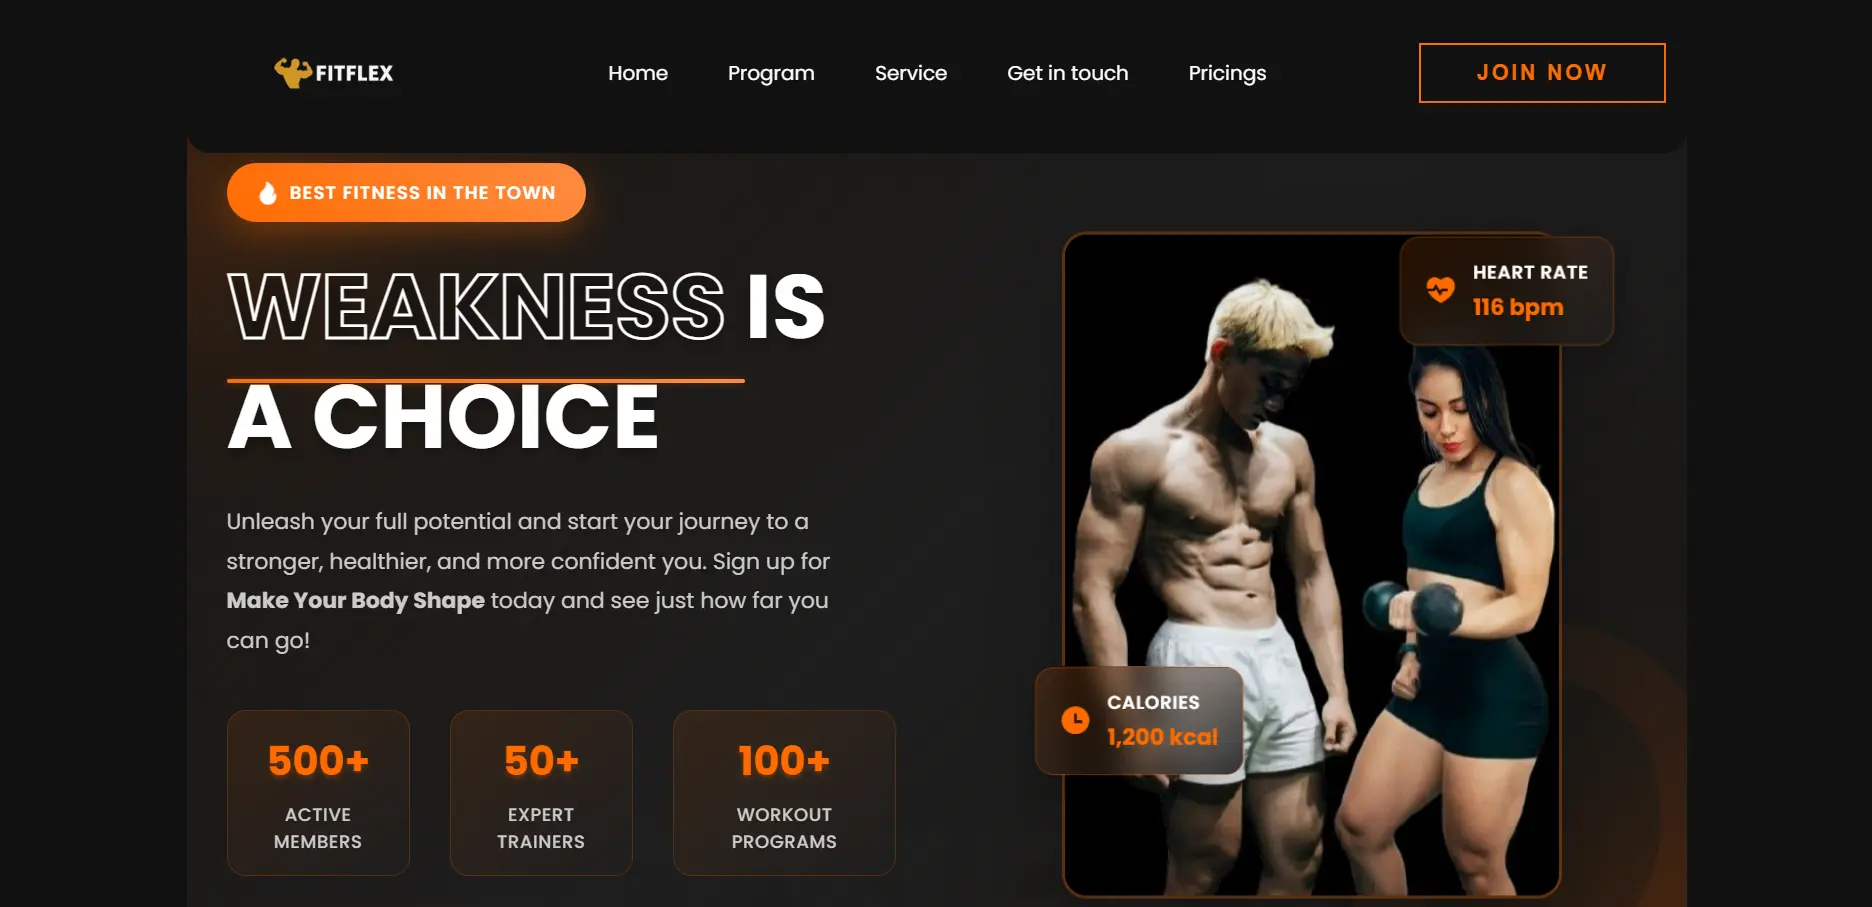 FITFLEX
Home
Program
Service
Get in touch
Pricings
JOIN NOW
BEST FITNESS IN THE TOWN
WEAKNESS IS
A CHOICE
Unleash your full potential and start your journey to a
stronger, healthier, and more confident you. Sign up for
Make Your Body Shape today and see just how far you
can go!
500+
ACTIVE
MEMBERS
50+
EXPERT
TRAINERS
100+
WORKOUT
PROGRAMS
HEART RATE
116 bpm
CALORIES
1,200 kcal